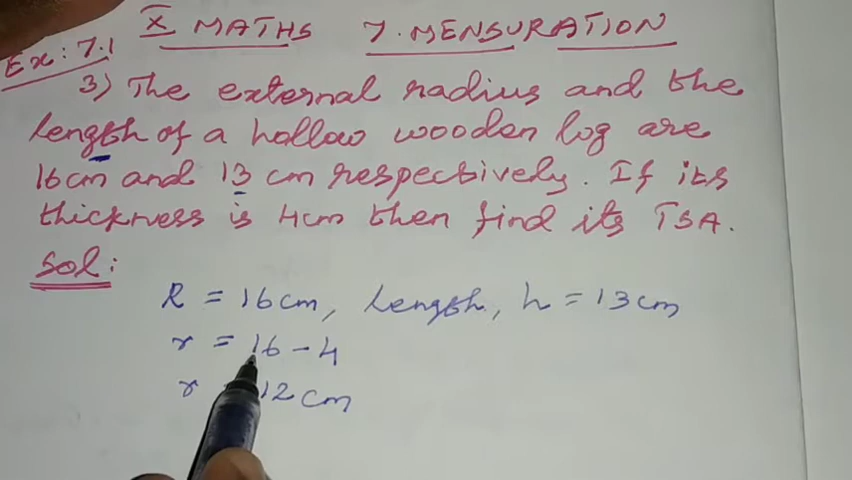 X MATHS 7. MENSURATION
Ex: 7.1
3) The external radius and the
length of a hollow wooden log are
16cm and 13 cm respectively. If its
thickness is 4cm then find its TSA.
Sol:
R = 16cm, Length, h = 13cm
r = 16 - 4
r = 12 cm